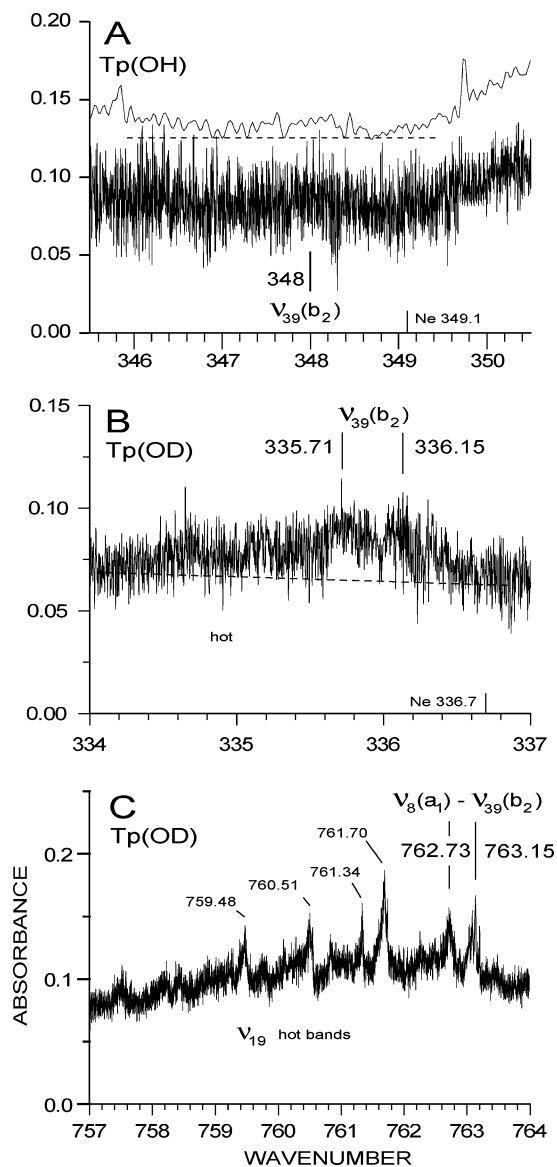 0.20
A
Tp(OH)
0.15
0.10
0.05
348
ν39(b2)
Ne 349.1
0.00
346 347 348 349 350
0.15
B
Tp(OD)
ν39(b2)
335.71 336.15
0.10
0.05
hot
Ne 336.7
0.00
334 335 336 337
C
Tp(OD)
ν8(a1) - ν39(b2)
762.73 763.15
761.70
761.34
760.51
759.48
0.2
0.1
ν19 hot bands
0.0
ABSORBANCE
757 758 759 760 761 762 763 764
WAVENUMBER